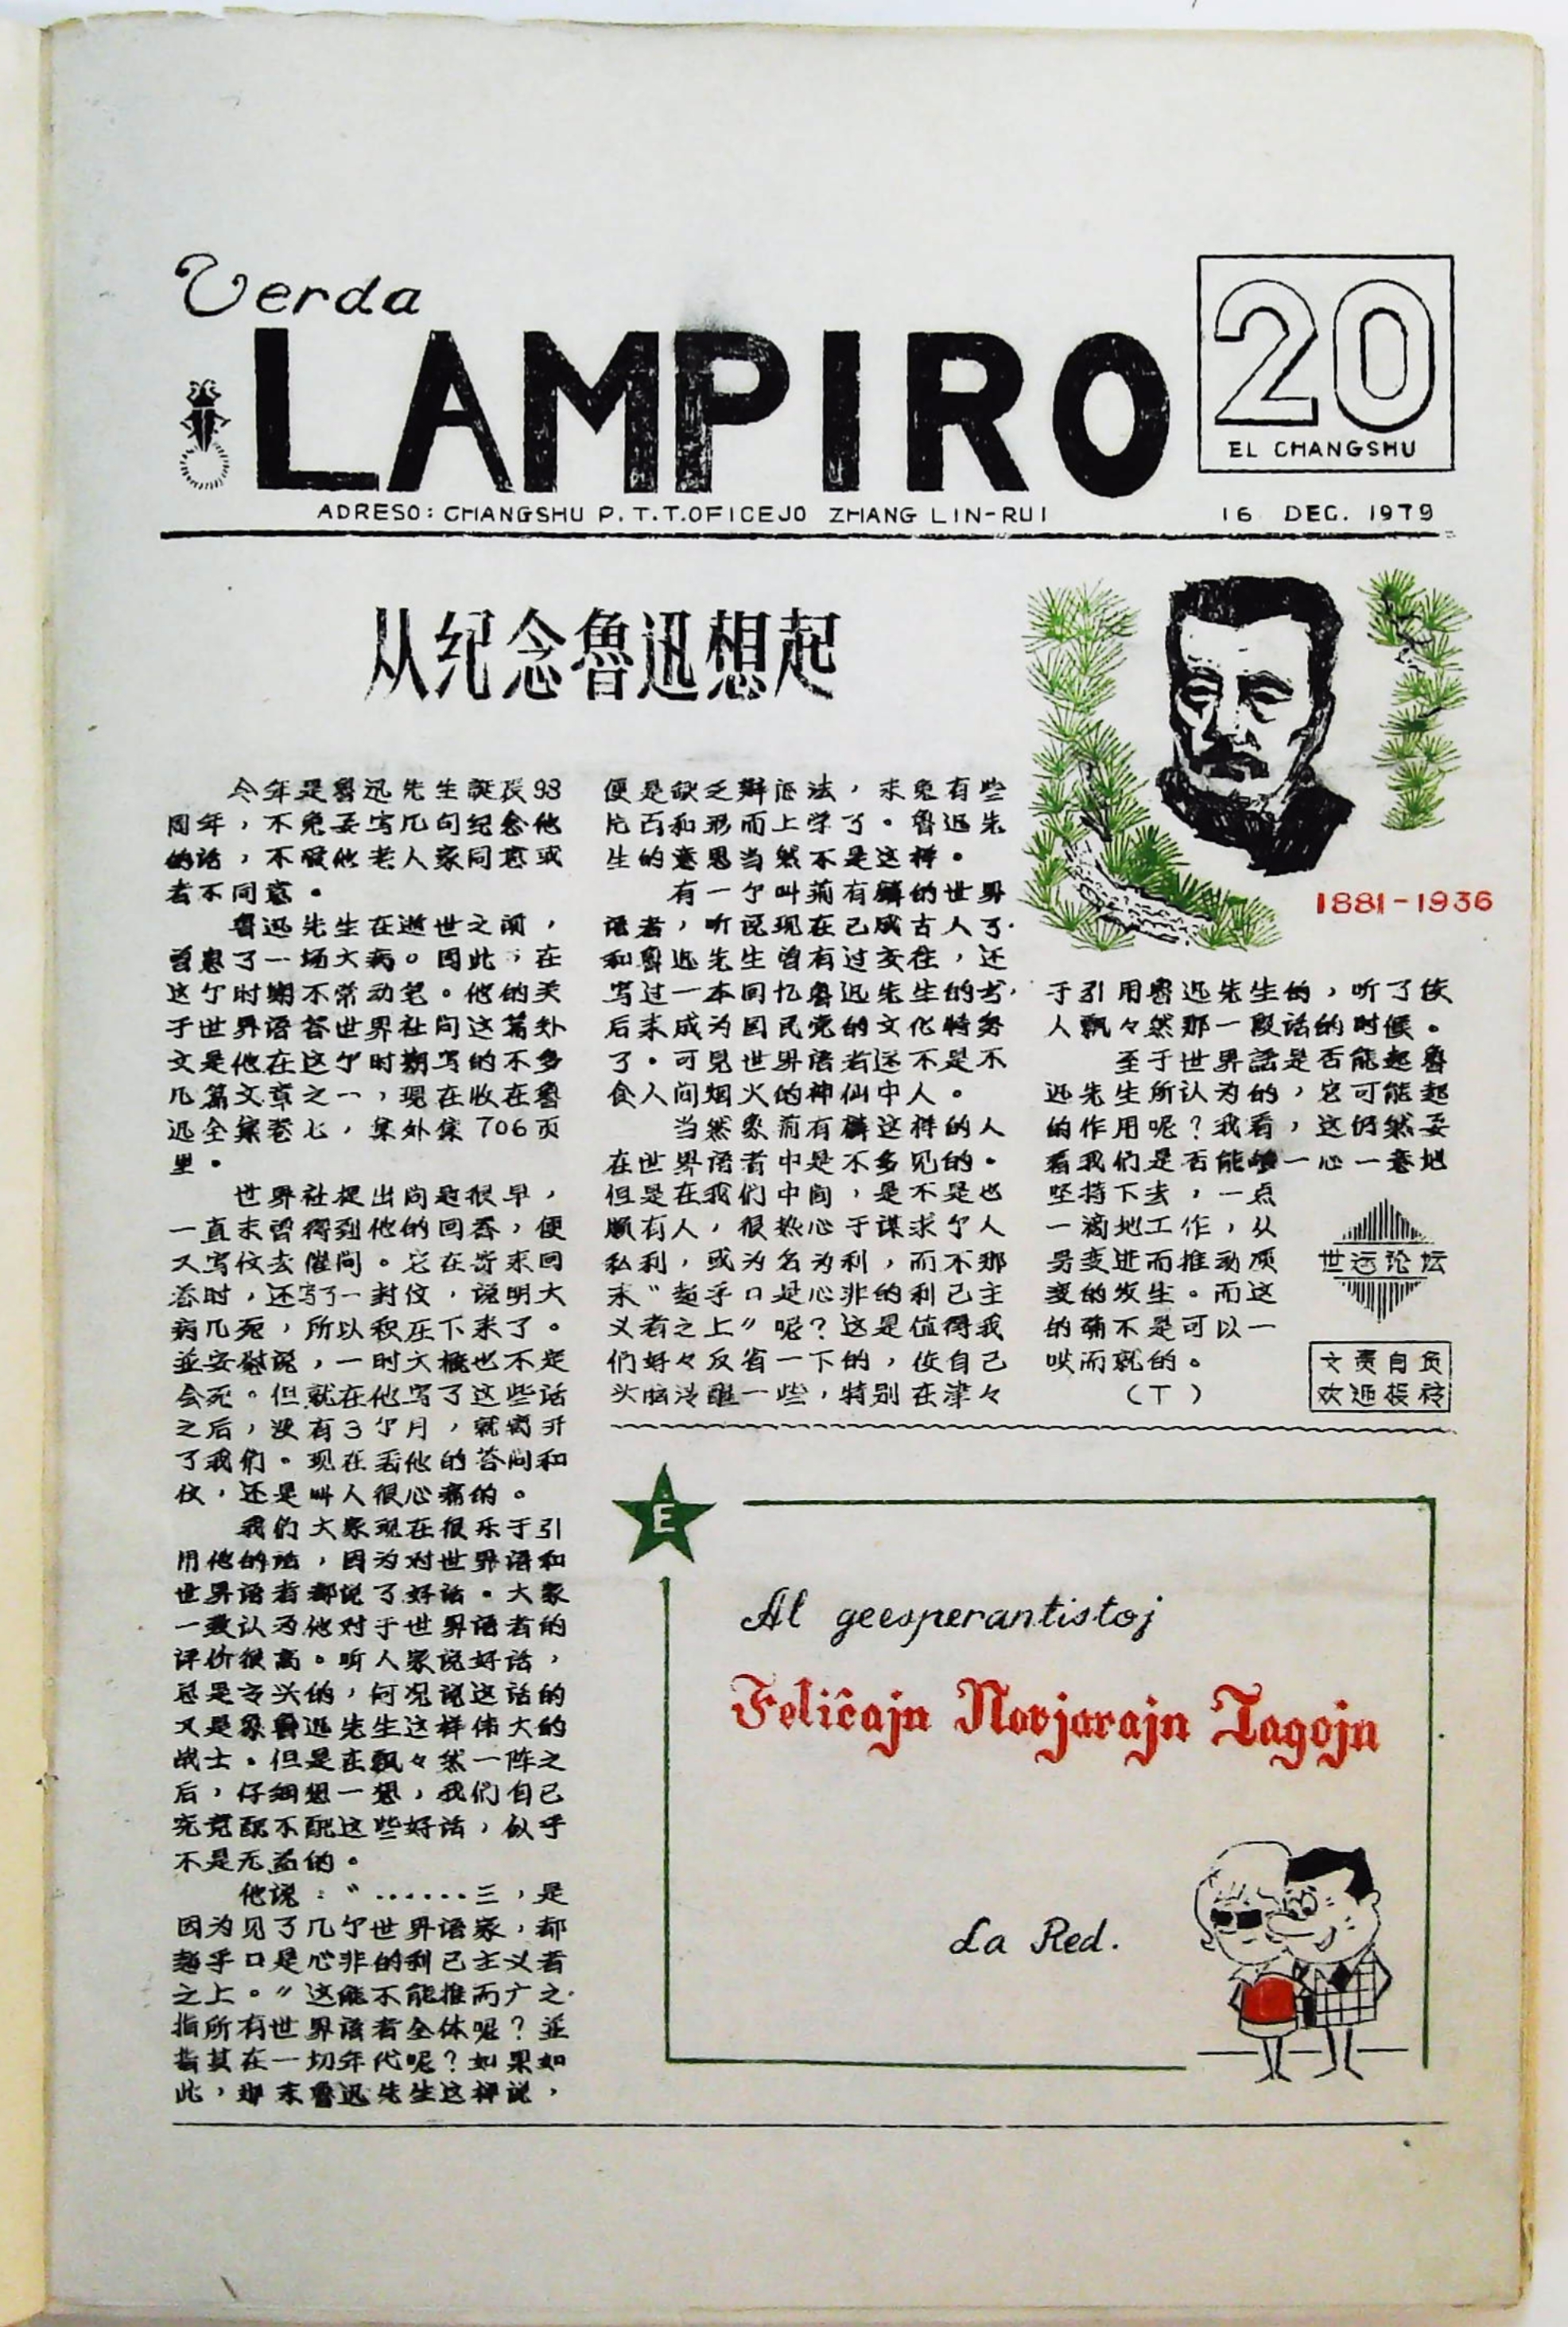 Verda
LAMPIRO
20
EL CHANGSHU
ADRESO: CHANGSHU P.T.T.OFICEJO ZHANG LIN-RUI
16 DEC. 1979
从纪念魯迅想起
1881-1936
今年是魯迅先生誕辰98
周年，不免要写几句纪念他
的话，不管他老人家同意或
者不同意。
魯迅先生在逝世之前，
曾患了一场大病。因此，在
这个时期不常动笔。他的关
于世界语答世界社问这篇外
文是他在这个时期写的不多
几篇文章之一，现在收在魯
迅全集卷七，集外集706页
里。
世界社提出问题很早，
一直未曾得到他的回答，便
又写信去催问。它在寄来回
答时，还写了一封信，说明大
病几死，所以积压下来了。
並安慰说，一时大概也不定
会死。但就在他写了这些话
之后，没有3个月，就离开
了我们。现在看他的答问和
信，还是叫人很心痛的。
我们大家现在很乐于引
用他的话，因为对世界语和
世界语者都说了好话。大家
一致认为他对于世界语者的
评价很高。听人家说好话，
总是高兴的，何况说这话的
又是象魯迅先生这样伟大的
战士。但是在飘々然一阵之
后，仔细想一想，我们自己
究竟配不配这些好话，似乎
不是无益的。
他说："……三，是
因为见了几个世界语家，都
超乎口是心非的利己主义者
之上。"这能不能推而广之·
指所有世界语者全体呢？並
指其在一切年代呢？如果如
此，那末魯迅先生这样说，
便是缺乏辩证法，未免有些
片面和形而上学了。魯迅先
生的意思当然不是这样。
有一个叫荊有麟的世界
语者，听说现在已成古人了·
和魯迅先生曾有过交往，还
写过一本回忆魯迅先生的书·
后来成为国民党的文化特务
了。可見世界语者还不是不
食人间烟火的神仙中人。
当然象荊有麟这样的人
在世界语者中是不多见的。
但是在我们中间，是不是也
颇有人，很热心于谋求个人
私利，或为名为利，而不那
末"超乎口是心非的利己主
义者之上"呢？这是值得我
们好々反省一下的，使自己
头脑冷醒一些，特别在津々
于引用魯迅先生的，听了使
人飘々然那一段话的时候。
至于世界語是否能起魯
迅先生所认为的，它可能起
的作用呢？我看，这仍然要
看我们是否能够一心一意地
坚持下去，一点
一滴地工作，从
量变进而推动质
变的发生。而这
的确不是可以一
哄而就的。
（T）
世运论坛
文责自负
欢迎投稿
E
Al geesperantistoj
Feliĉajn Novjarajn Tagojn
La Red.